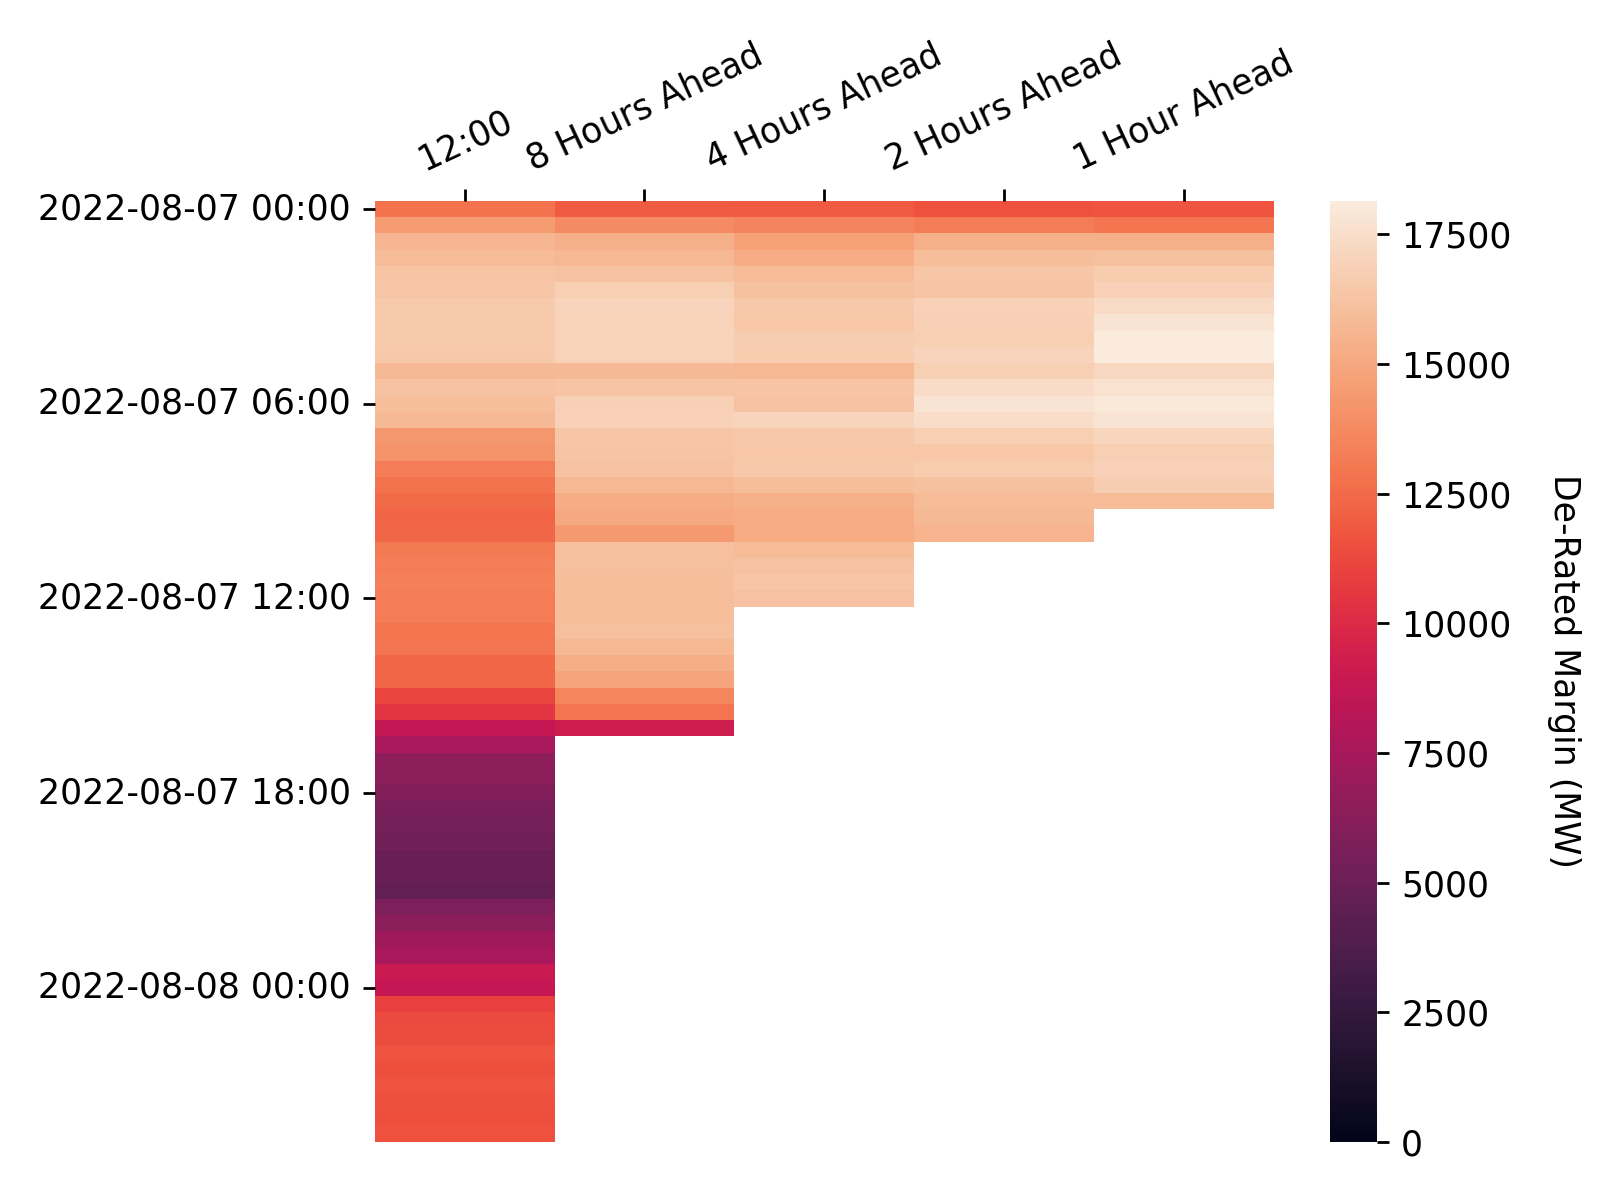 12:00
8 Hours Ahead
4 Hours Ahead
2 Hours Ahead
1 Hour Ahead
2022-08-07 00:00
2022-08-07 06:00
2022-08-07 12:00
2022-08-07 18:00
2022-08-08 00:00
17500
15000
12500
10000
7500
5000
2500
0
De-Rated Margin (MW)